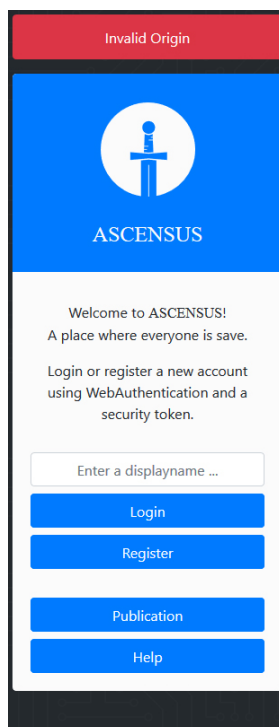 Invalid Origin
ASCENSUS
Welcome to ASCENSUS!
A place where everyone is save.
Login or register a new account
using WebAuthentication and a
security token.
Enter a displayname ...
Login
Register
Publication
Help